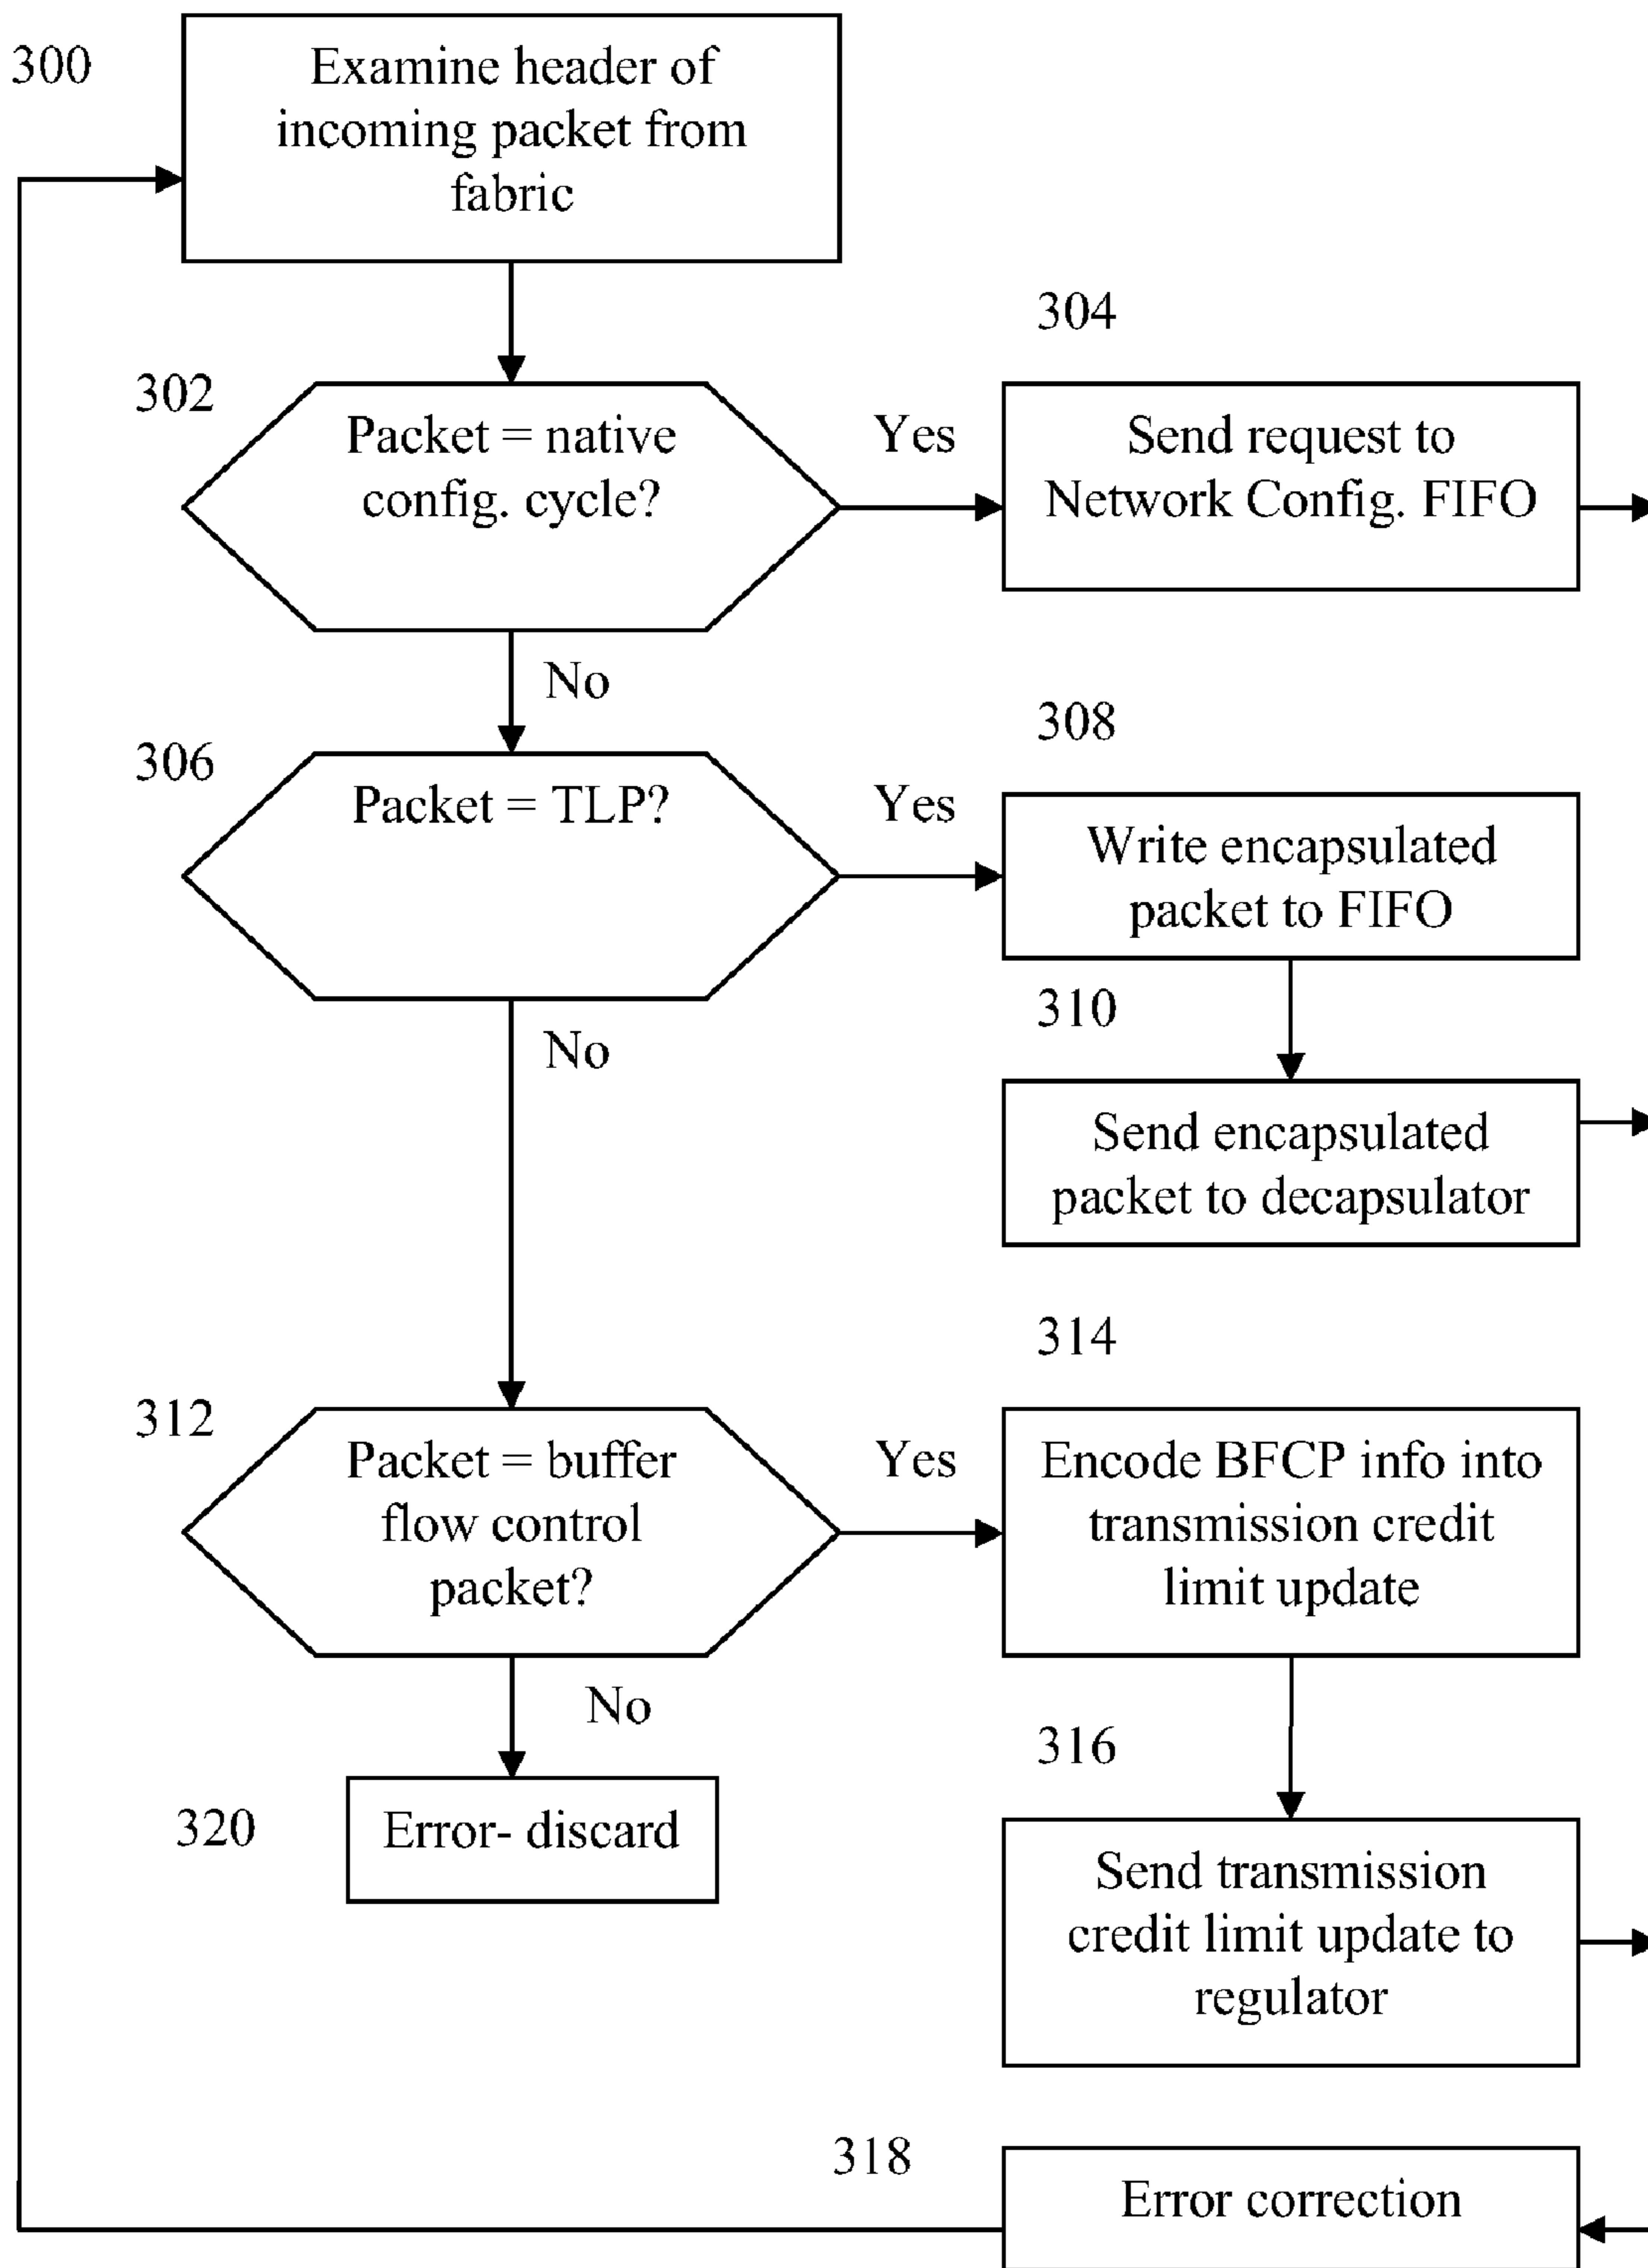 300
Examine header of
incoming packet from
fabric
302
Packet = native
config. cycle?
Yes
304
Send request to
Network Config. FIFO
No
306
Packet = TLP?
Yes
308
Write encapsulated
packet to FIFO
310
Send encapsulated
packet to decapsulator
No
312
Packet = buffer
flow control
packet?
Yes
314
Encode BFCP info into
transmission credit
limit update
No
316
Send transmission
credit limit update to
regulator
320
Error- discard
318
Error correction